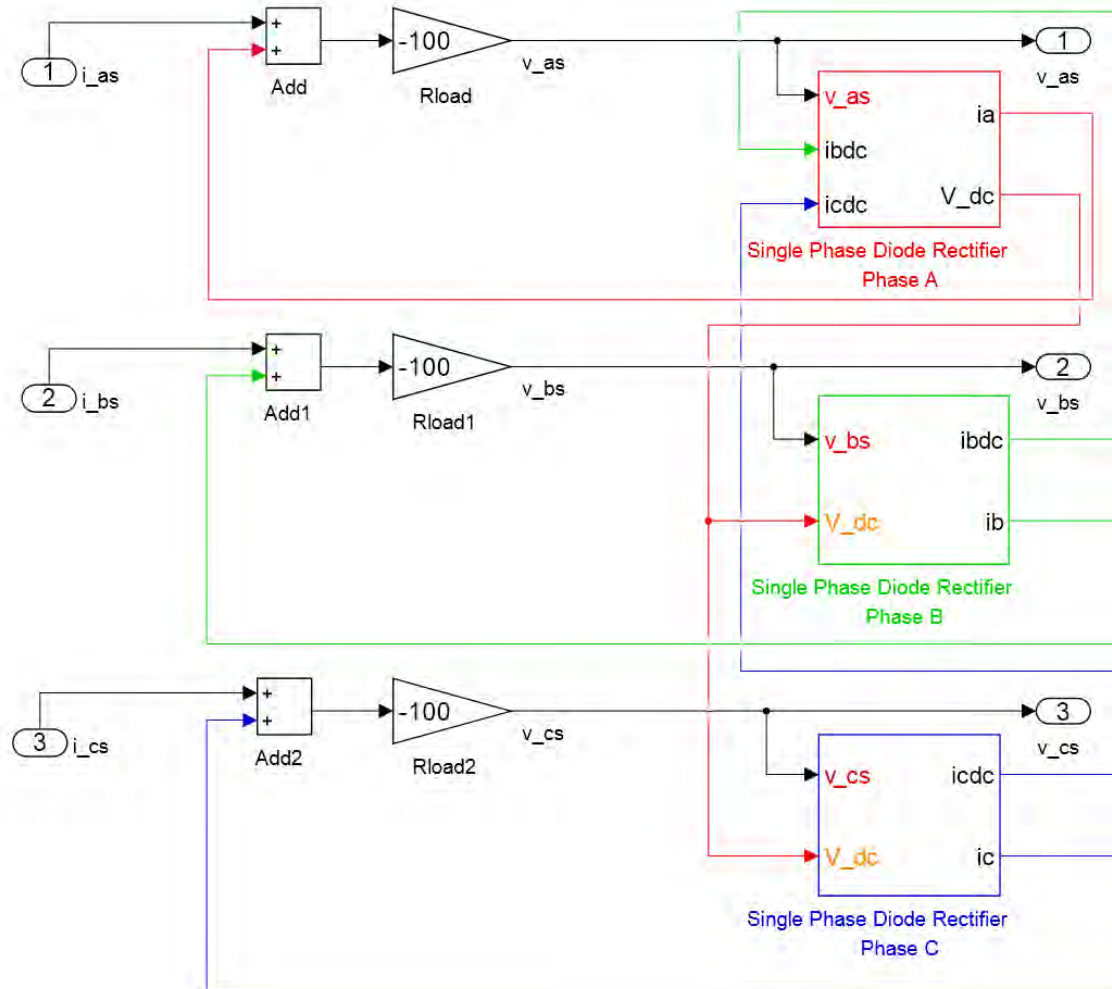 +
+
Add
1
i_as
-100
Rload
v_as
1
v_as
v_as
ibdc
icdc
ia
V_dc
Single Phase Diode Rectifier
Phase A
+
+
Add1
2
i_bs
-100
Rload1
v_bs
2
v_bs
v_bs
V_dc
ibdc
ib
Single Phase Diode Rectifier
Phase B
+
+
Add2
3
i_cs
-100
Rload2
v_cs
3
v_cs
v_cs
V_dc
icdc
ic
Single Phase Diode Rectifier
Phase C